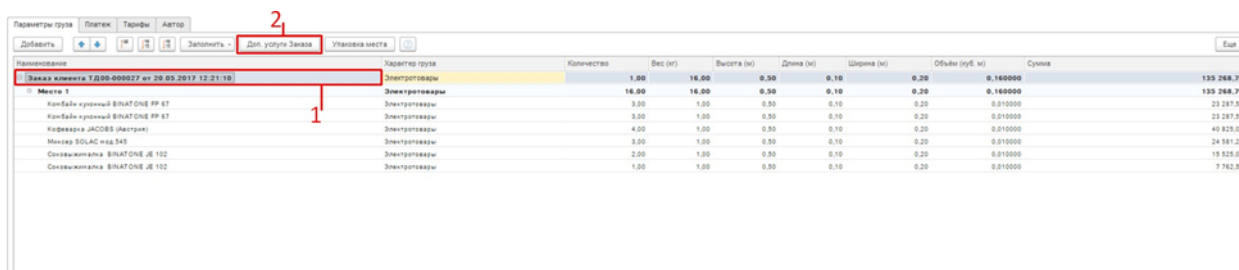 2
Параметры груза Платеж Тарифы Автор
Добавить Заполнить Доп. услуги Заказа Упаковка места ? Еще
Наименование Характер груза Количество Вес (кг) Высота (м) Длина (м) Ширина (м) Объём (куб. м) Сумма
Заказ клиента ТД00-000027 от 20.05.2017 12:21:10 Электротовары 1,00 16,00 0,50 0,10 0,20 0,160000 135 268,7
Место 1 Электротовары 16,00 16,00 0,50 0,10 0,20 0,160000 135 268,7
1
Комбайн кухонный BINATONE FP 67 Электротовары 3,00 1,00 0,50 0,10 0,20 0,010000 23 287,5
Комбайн кухонный BINATONE FP 67 Электротовары 3,00 1,00 0,50 0,10 0,20 0,010000 23 287,5
Кофеварка JACOBS (Австрия) Электротовары 4,00 1,00 0,50 0,10 0,20 0,010000 40 825,0
Миксер SOLAC мод.545 Электротовары 3,00 1,00 0,50 0,10 0,20 0,010000 24 581,2
Соковыжималка BINATONE JE 102 Электротовары 2,00 1,00 0,50 0,10 0,20 0,010000 15 525,0
Соковыжималка BINATONE JE 102 Электротовары 1,00 1,00 0,50 0,10 0,20 0,010000 7 762,5